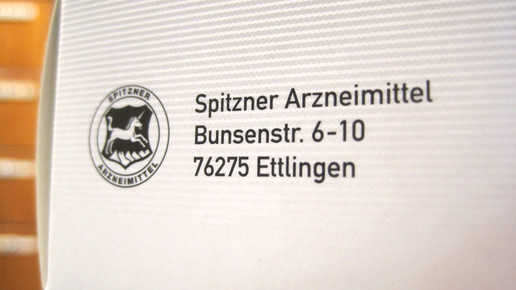 SPITZNER
ARZNEIMITTEL
Spitzner Arzneimittel
Bunsenstr. 6-10
76275 Ettlingen